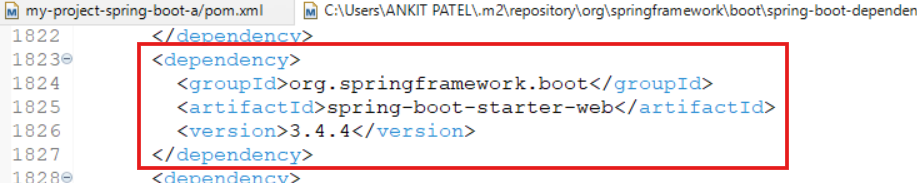 my-project-spring-boot-a/pom.xml
C:\Users\ANKIT PATEL\.m2\repository\org\springframework\boot\spring-boot-dependen
1822 </dependency>
1823 <dependency>
1824 <groupId>org.springframework.boot</groupId>
1825 <artifactId>spring-boot-starter-web</artifactId>
1826 <version>3.4.4</version>
1827 </dependency>
1828 <dependency>